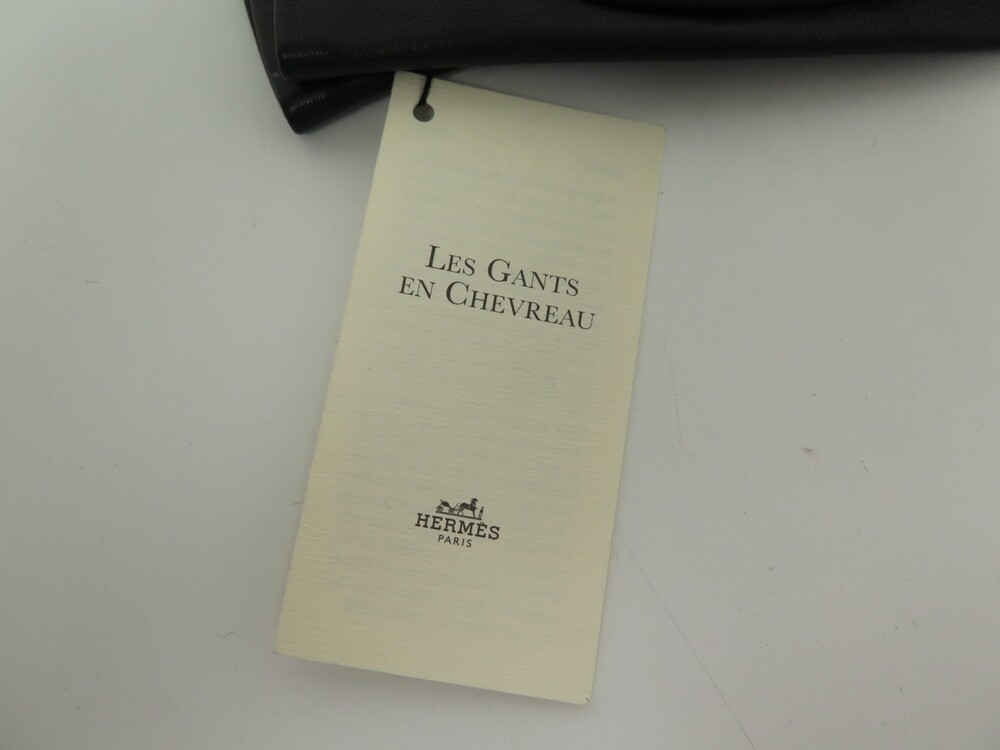 LES GANTS
EN CHEVREAU
HERMÈS
PARIS